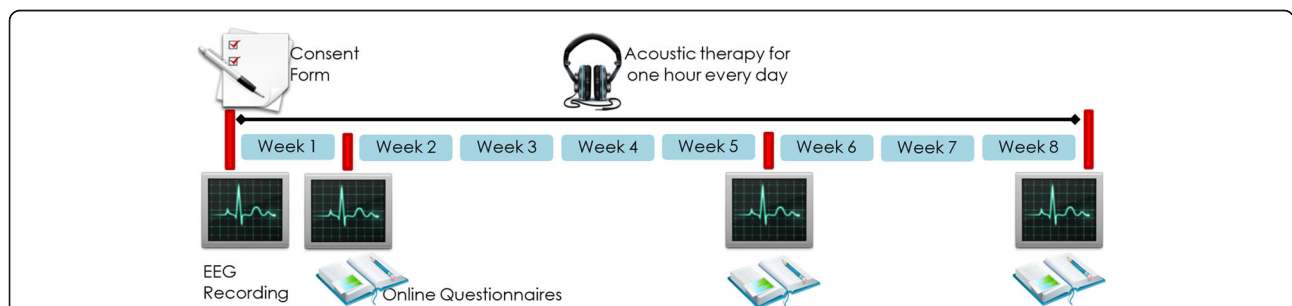 Consent
Form
Acoustic therapy for
one hour every day
Week 1
Week 2
Week 3
Week 4
Week 5
Week 6
Week 7
Week 8
EEG
Recording
Online Questionnaires